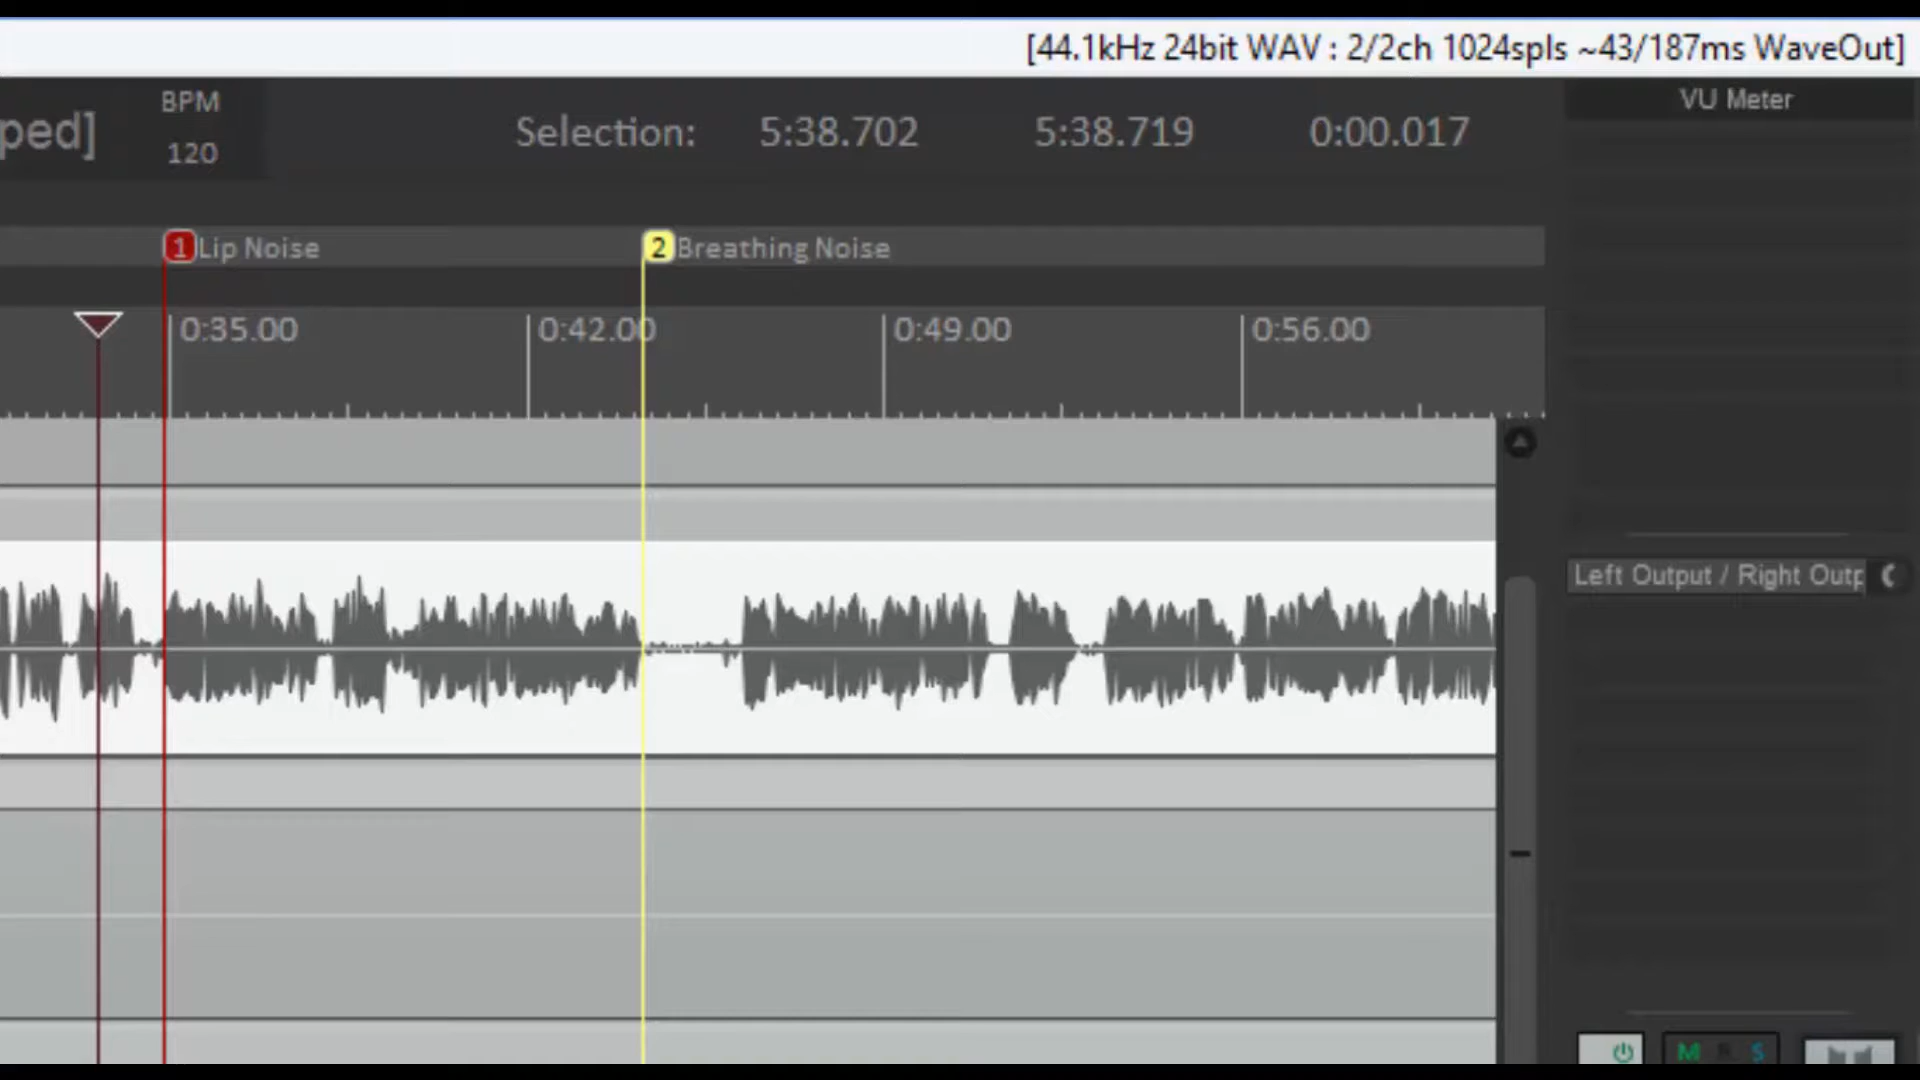 [44.1kHz 24bit WAV : 2/2ch 1024spls ~43/187ms WaveOut]
VU Meter
ped]
BPM
120
Selection: 5:38.702 5:38.719 0:00.017
1 Lip Noise 2 Breathing Noise
0:35.00 0:42.00 0:49.00 0:56.00
Left Output / Right Outp
M R S